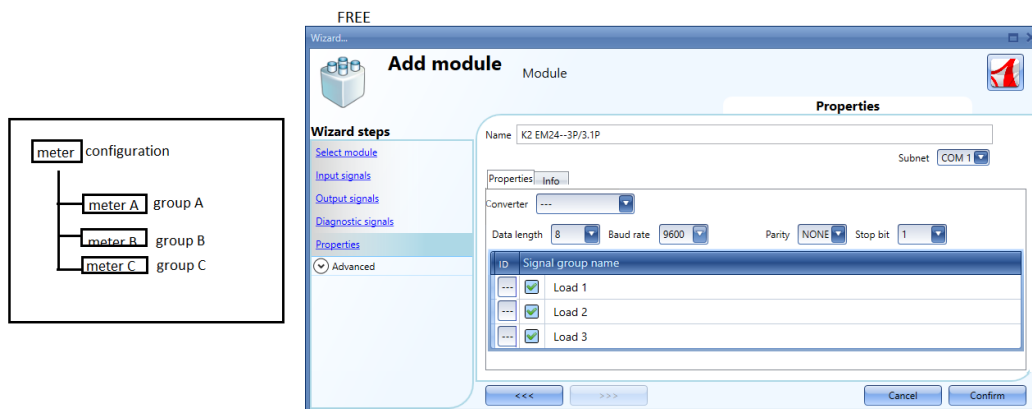 FREE
meter configuration
meter A group A
meter B group B
meter C group C
Wizard...
Add module
Module
Properties
Wizard steps
Select module
Input signals
Output signals
Diagnostic signals
Properties
Advanced
Name K2 EM24--3P/3.1P
Subnet COM 1
Properties Info
Converter ---
Data length 8 Baud rate 9600 Parity NONE Stop bit 1
ID Signal group name
--- Load 1
--- Load 2
--- Load 3
<<< >>> Cancel Confirm